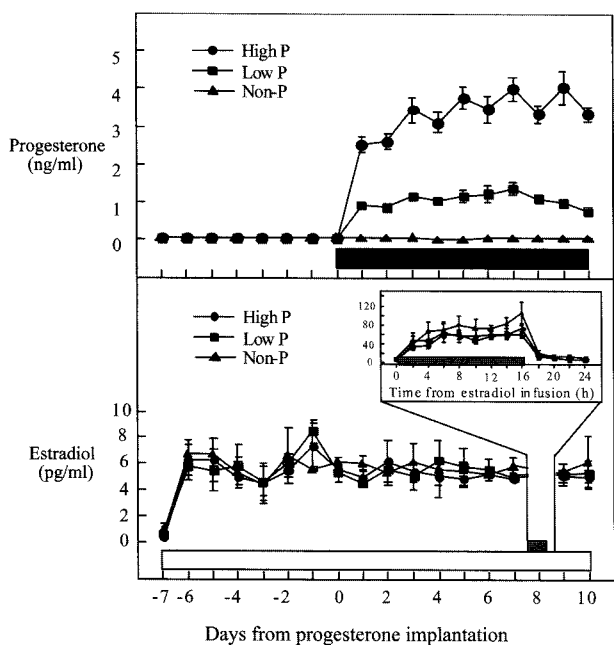 High P
Low P
Non-P
Progesterone
(ng/ml)
5
4
3
2
1
0
High P
Low P
Non-P
120
80
40
0
0 4 8 12 16 20 24
Time from estradiol infusion (h)
Estradiol
(pg/ml)
10
8
6
4
2
0
-7 -6 -4 -2 0 2 4 6 8 10
Days from progesterone implantation